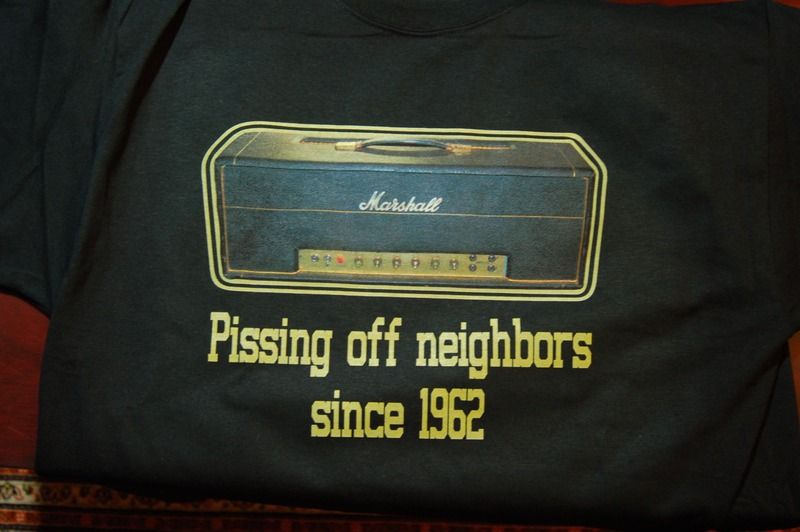 Marshall
Pissing off neighbors
since 1962